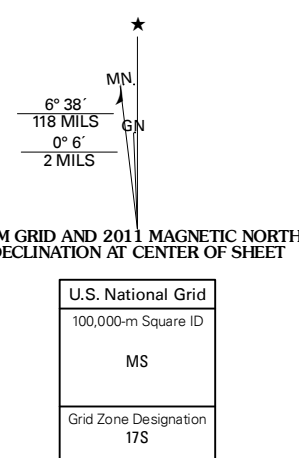 ★
MN.
GN
6° 38´
118 MILS
0° 6´
2 MILS
M GRID AND 2011 MAGNETIC NORTH
DECLINATION AT CENTER OF SHEET
U.S. National Grid
100,000-m Square ID
MS
Grid Zone Designation
17S